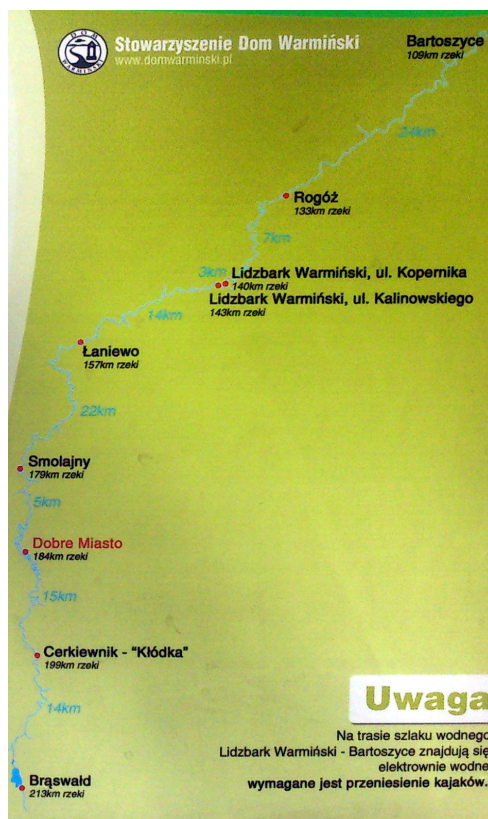 DOM
WARMIŃSKI
Stowarzyszenie Dom Warmiński
www.domwarminski.pl
Bartoszyce
109km rzeki
24km
Rogóż
133km rzeki
7km
3km
Lidzbark Warmiński, ul. Kopernika
140km rzeki
Lidzbark Warmiński, ul. Kalinowskiego
143km rzeki
14km
Łaniewo
157km rzeki
22km
Smolajny
179km rzeki
5km
Dobre Miasto
184km rzeki
15km
Cerkiewnik - “Kłódka”
199km rzeki
14km
Brąswałd
213km rzeki
Uwaga
Na trasie szlaku wodnego
Lidzbark Warmiński - Bartoszyce znajdują się
elektrownie wodne
wymagane jest przeniesienie kajaków.